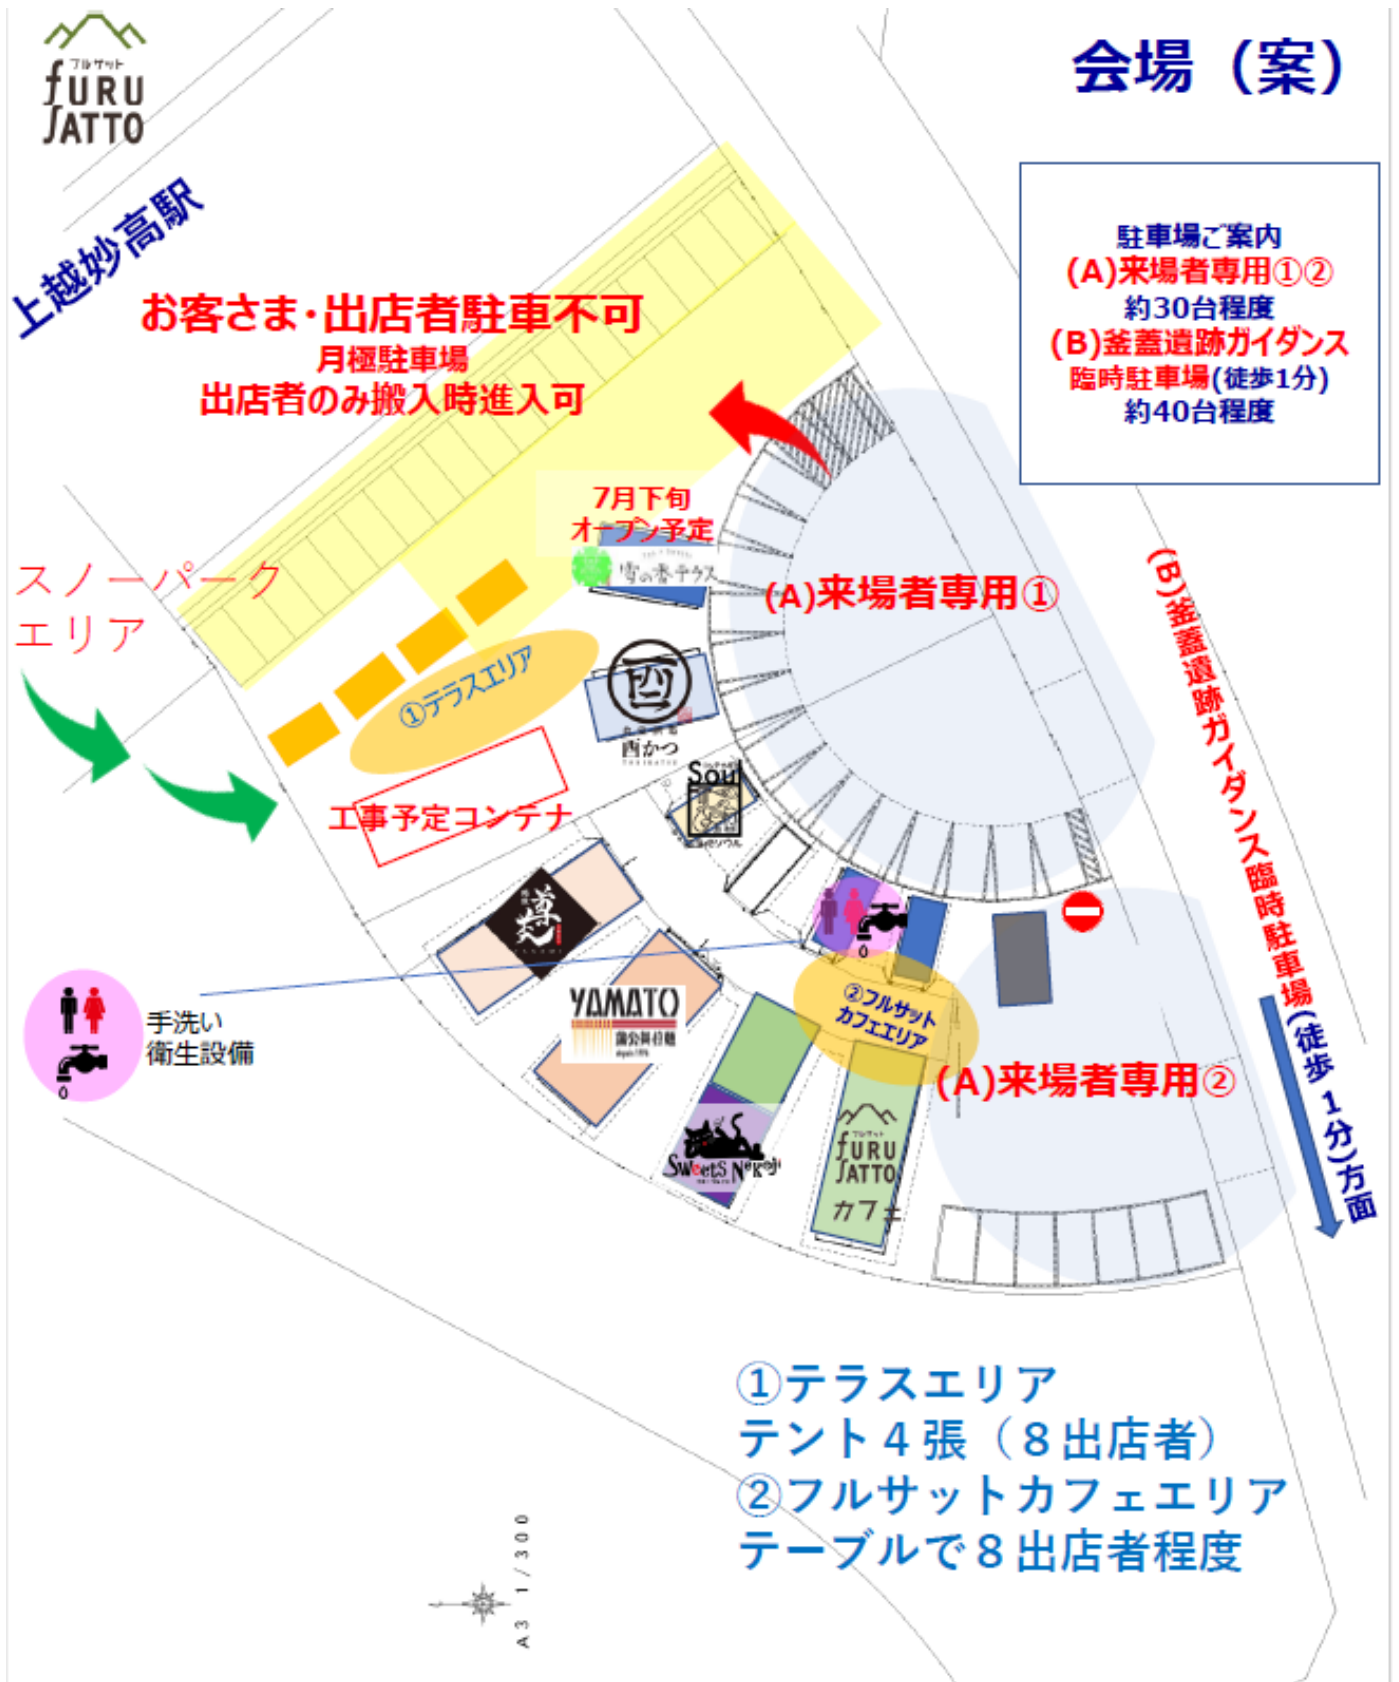 フルサット
FURU
SATTO
会場（案）
上越妙高駅
駐車場ご案内
(A)来場者専用①②
約30台程度
(B)釜蓋遺跡ガイダンス
臨時駐車場(徒歩1分)
約40台程度
お客さま・出店者駐車不可
月極駐車場
出店者のみ搬入時進入可
7月下旬
オープン予定
雪の香テラス
スノーパーク
エリア
(A)来場者専用①
(B)釜蓋遺跡ガイダンス臨時駐車場(徒歩1分)方面
①テラスエリア
酉かつ
Soul
工事予定コンテナ
YAMATO
手洗い
衛生設備
②フルサット
カフェエリア
(A)来場者専用②
Sweets Nekoji
フルサット
FURU
SATTO
カフェ
①テラスエリア
テント４張（８出店者）
②フルサットカフェエリア
テーブルで８出店者程度
A3 1/300